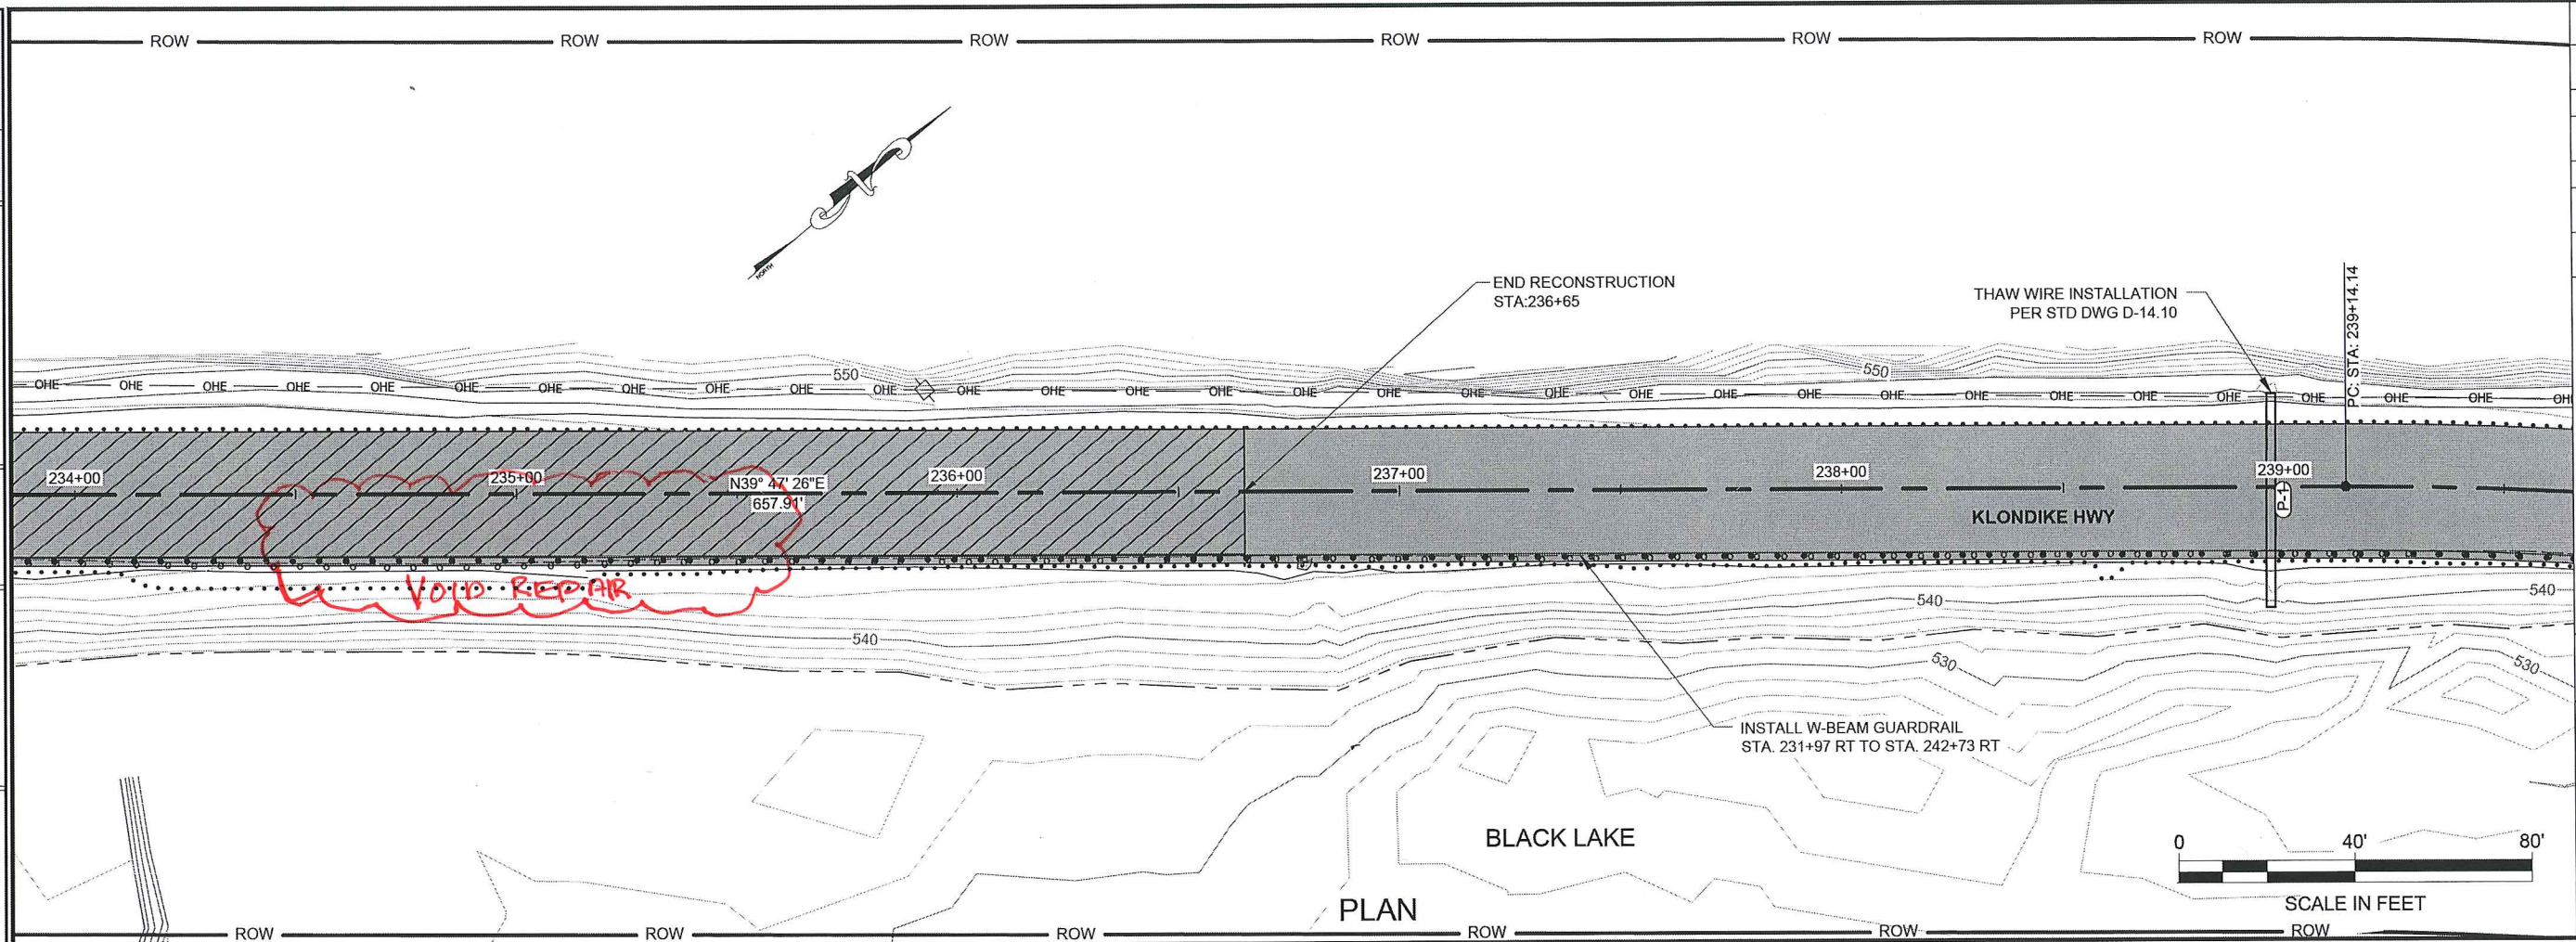 ROW ROW ROW ROW ROW ROW
NORTH
END RECONSTRUCTION
STA:236+65
THAW WIRE INSTALLATION
PER STD DWG D-14.10
PC: STA: 239+14.14
550
550
OHE OHE OHE OHE OHE OHE OHE OHE OHE OHE OHE OHE OHE OHE OHE OHE OHE OHE OHE OHE OHE OHE OHE OHE OHE OHE OHE OHE OHE OHE OH
234+00 235+00 236+00 237+00 238+00 239+00
N39° 47' 26"E
657.91'
P-1
KLONDIKE HWY
VOID REPAIR
540
540
540
530
530
INSTALL W-BEAM GUARDRAIL
STA. 231+97 RT TO STA. 242+73 RT
BLACK LAKE
0 40' 80'
SCALE IN FEET
PLAN
ROW ROW ROW ROW ROW ROW